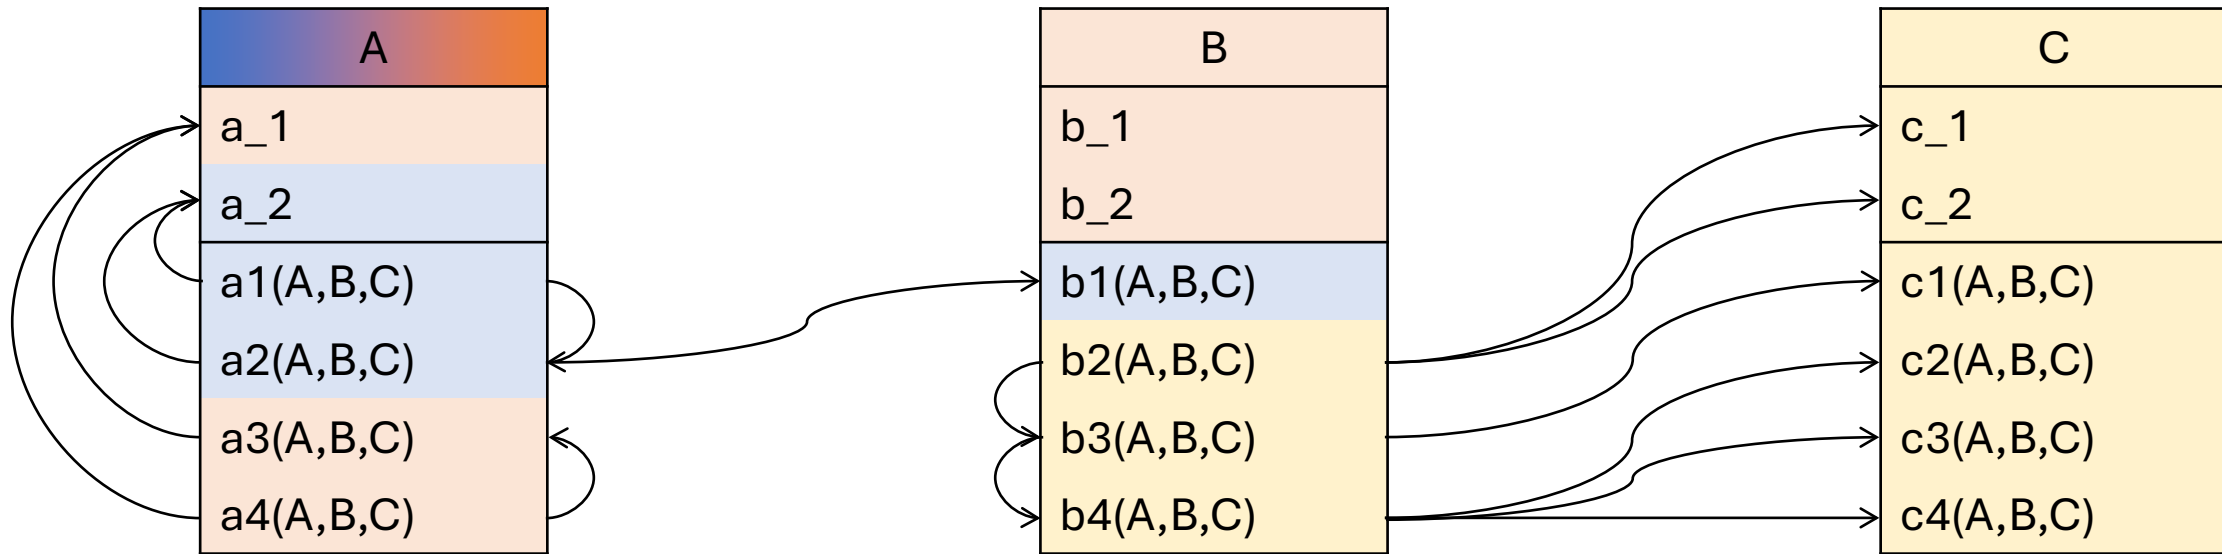 A
a_1
a_2
a1(A,B,C)
a2(A,B,C)
a3(A,B,C)
a4(A,B,C)
B
b_1
b_2
b1(A,B,C)
b2(A,B,C)
b3(A,B,C)
b4(A,B,C)
C
c_1
c_2
c1(A,B,C)
c2(A,B,C)
c3(A,B,C)
c4(A,B,C)